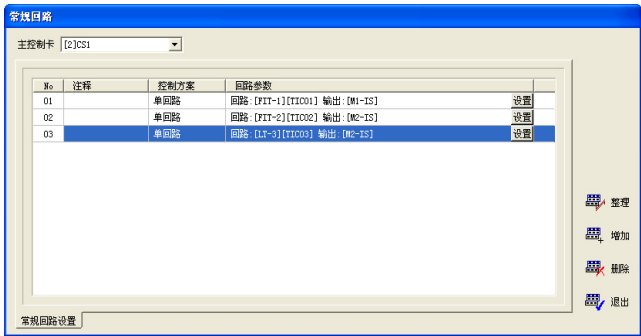 常规回路
主控制卡 [2]CS1
No 注释 控制方案 回路参数
01 单回路 回路:[FIT-1][TIC01] 输出:[M1-IS] 设置
02 单回路 回路:[FIT-2][TIC02] 输出:[M2-IS] 设置
03 单回路 回路:[LT-3][TIC03] 输出:[M2-IS] 设置
整理
增加
删除
退出
常规回路设置